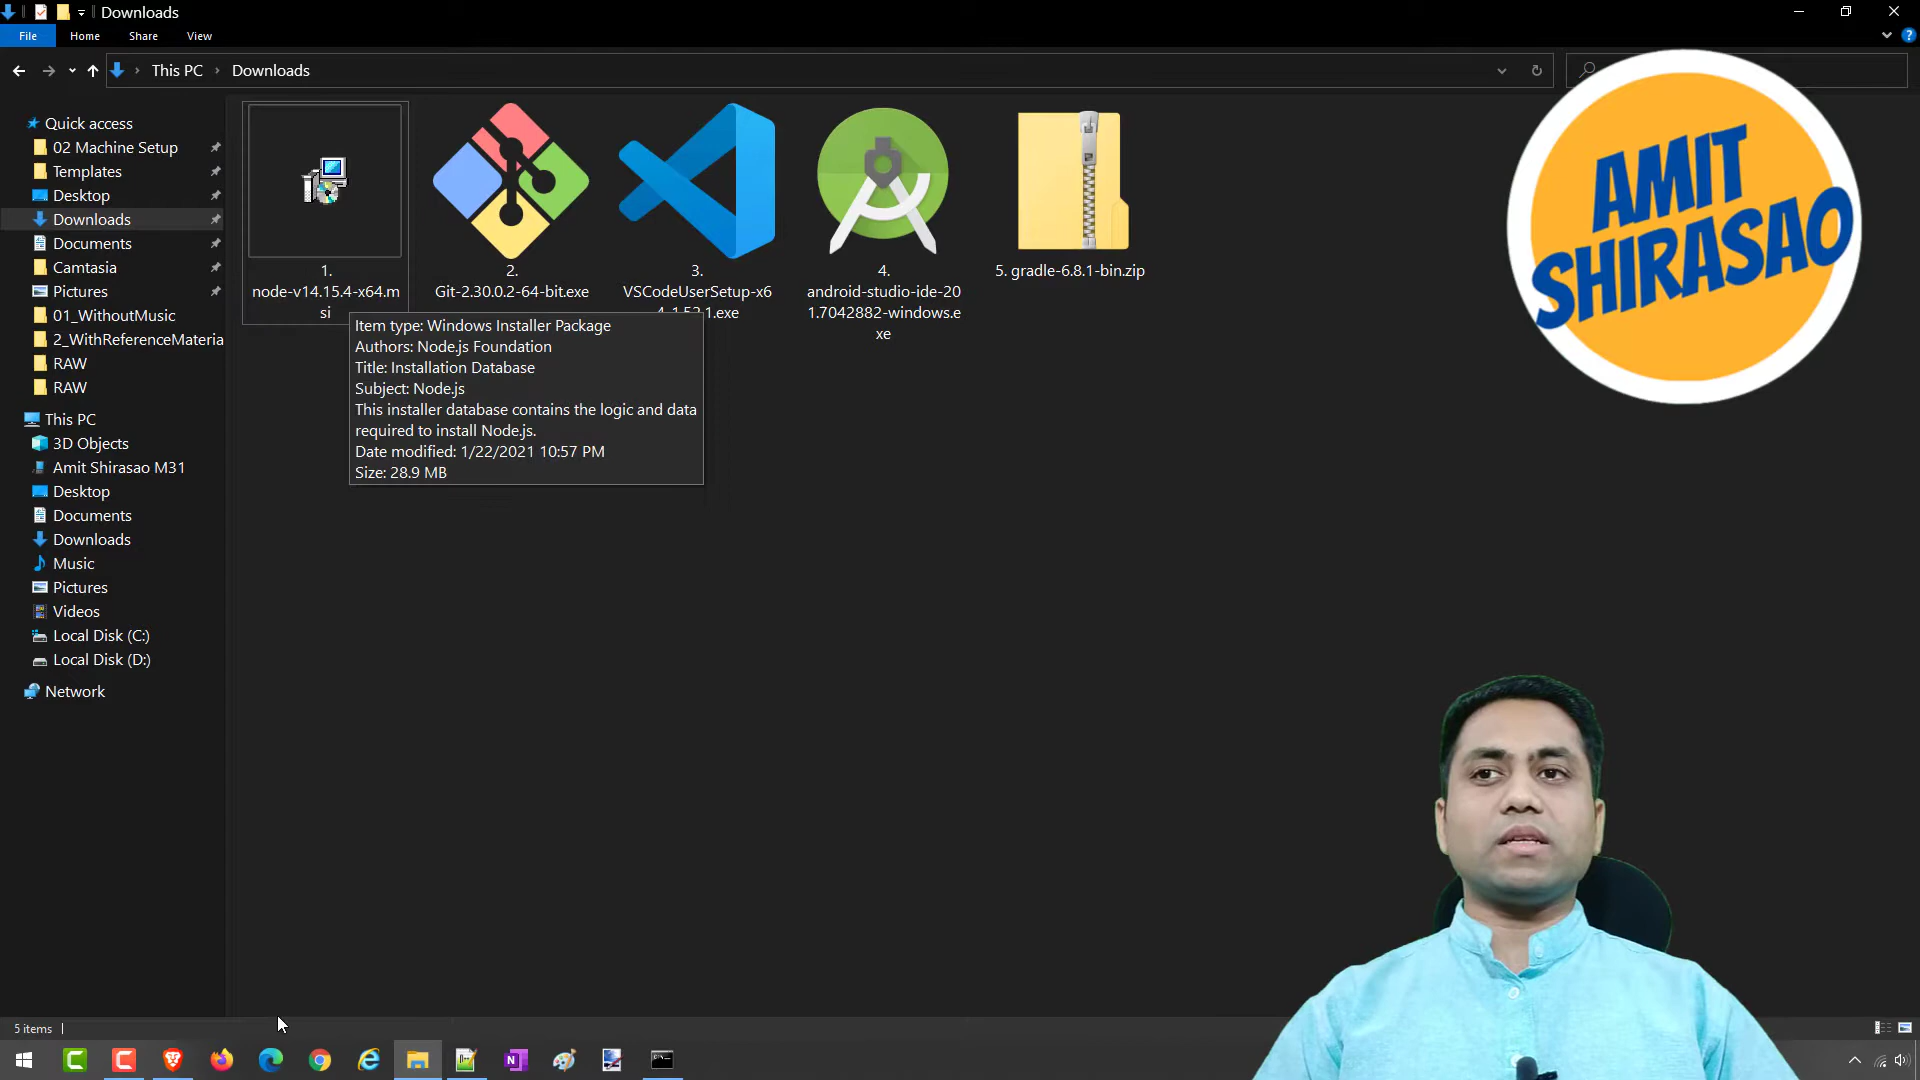 Downloads
File
Home
Share
View
This PC
Downloads
AMIT
SHIRASAO
Quick access
02 Machine Setup
Templates
Desktop
Downloads
Documents
Camtasia
Pictures
01_WithoutMusic
2_WithReferenceMateria
RAW
RAW
This PC
3D Objects
Amit Shirasao M31
Desktop
Documents
Downloads
Music
Pictures
Videos
Local Disk (C:)
Local Disk (D:)
Network
1.
node-v14.15.4-x64.m
si
2.
Git-2.30.0.2-64-bit.exe
3.
VSCodeUserSetup-x6
1.exe
4.
android-studio-ide-20
1.7042882-windows.e
xe
5. gradle-6.8.1-bin.zip
Item type: Windows Installer Package
Authors: Node.js Foundation
Title: Installation Database
Subject: Node.js
This installer database contains the logic and data
required to install Node.js.
Date modified: 1/22/2021 10:57 PM
Size: 28.9 MB
5 items